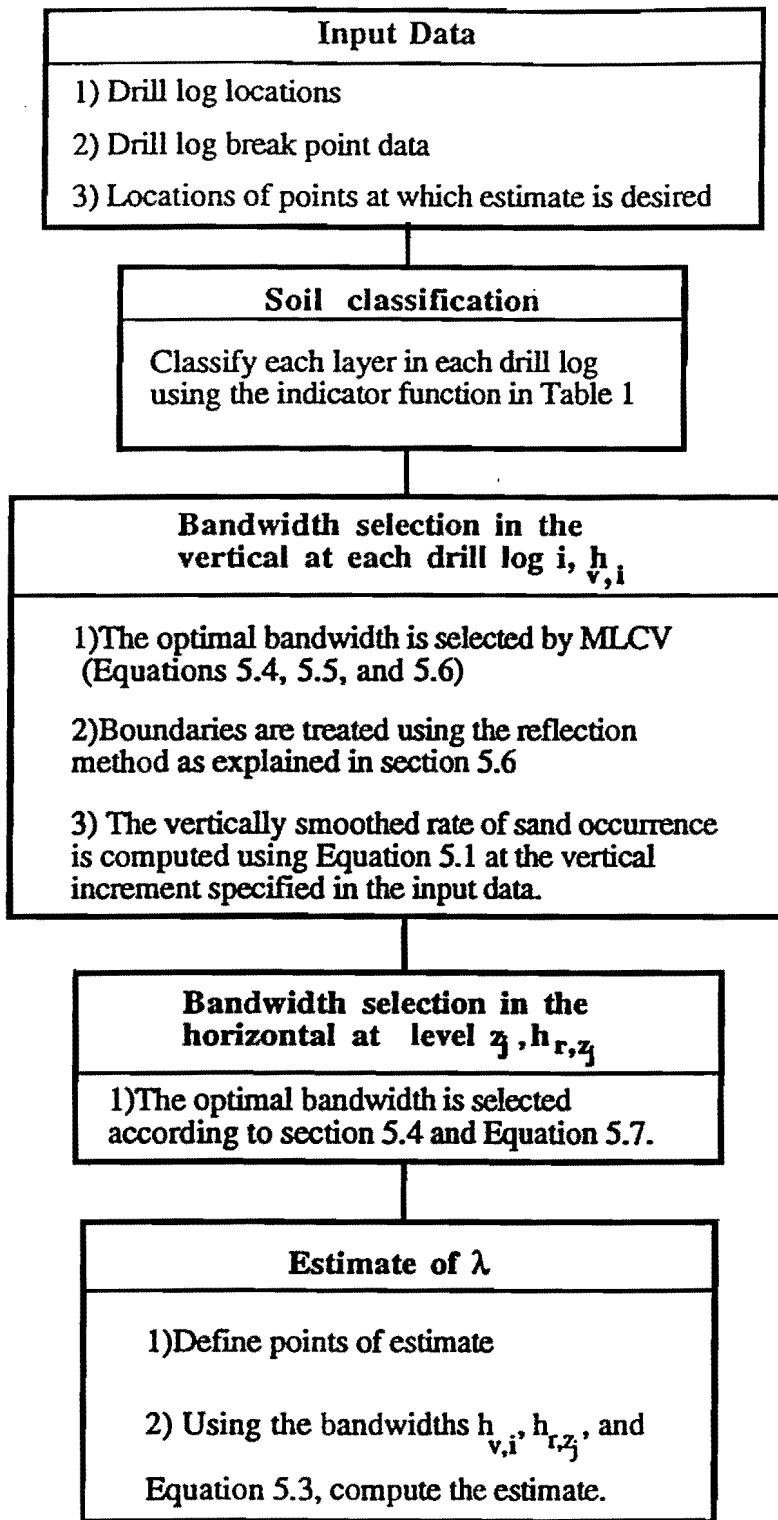 Input Data
1) Drill log locations
2) Drill log break point data
3) Locations of points at which estimate is desired
Soil classification
Classify each layer in each drill log
using the indicator function in Table 1
Bandwidth selection in the
vertical at each drill log i, h_{v,i}
1)The optimal bandwidth is selected by MLCV
(Equations 5.4, 5.5, and 5.6)
2)Boundaries are treated using the reflection
method as explained in section 5.6
3) The vertically smoothed rate of sand occurrence
is computed using Equation 5.1 at the vertical
increment specified in the input data.
Bandwidth selection in the
horizontal at level z_j, h_{r,z_j}
1)The optimal bandwidth is selected
according to section 5.4 and Equation 5.7.
Estimate of λ
1)Define points of estimate
2) Using the bandwidths h_{v,i}, h_{r,z_j}, and
Equation 5.3, compute the estimate.